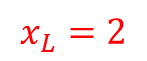 x_L = 2